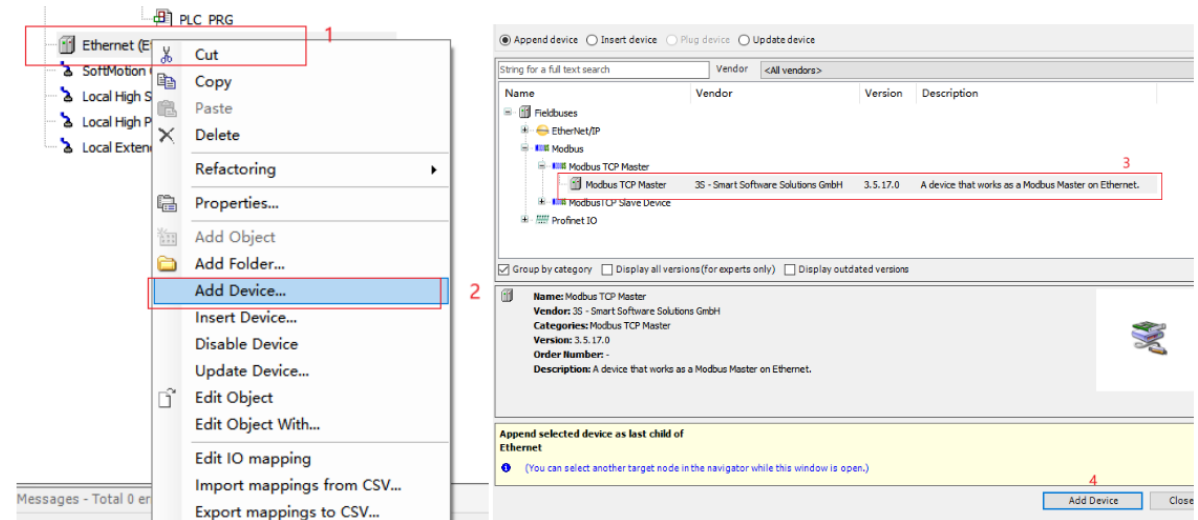 PLC_PRG
1
Ethernet (E
SoftMotion
Local High S
Local High P
Local Exten
Cut
Copy
Paste
Delete
Refactoring
Properties...
Add Object
Add Folder...
Add Device...
2
Insert Device...
Disable Device
Update Device...
Edit Object
Edit Object With...
Edit IO mapping
Import mappings from CSV...
Export mappings to CSV...
Messages - Total 0 er
Append device Insert device Plug device Update device
String for a full text search Vendor <All vendors>
Name Vendor Version Description
Fieldbuses
EtherNet/IP
Modbus
Modbus TCP Master
3
Modbus TCP Master 3S - Smart Software Solutions GmbH 3.5.17.0 A device that works as a Modbus Master on Ethernet.
ModbusTCP Slave Device
Profinet IO
Group by category Display all versions (for experts only) Display outdated versions
Name: Modbus TCP Master
Vendor: 3S - Smart Software Solutions GmbH
Categories: Modbus TCP Master
Version: 3.5.17.0
Order Number: -
Description: A device that works as a Modbus Master on Ethernet.
Append selected device as last child of
Ethernet
(You can select another target node in the navigator while this window is open.)
4
Add Device Close